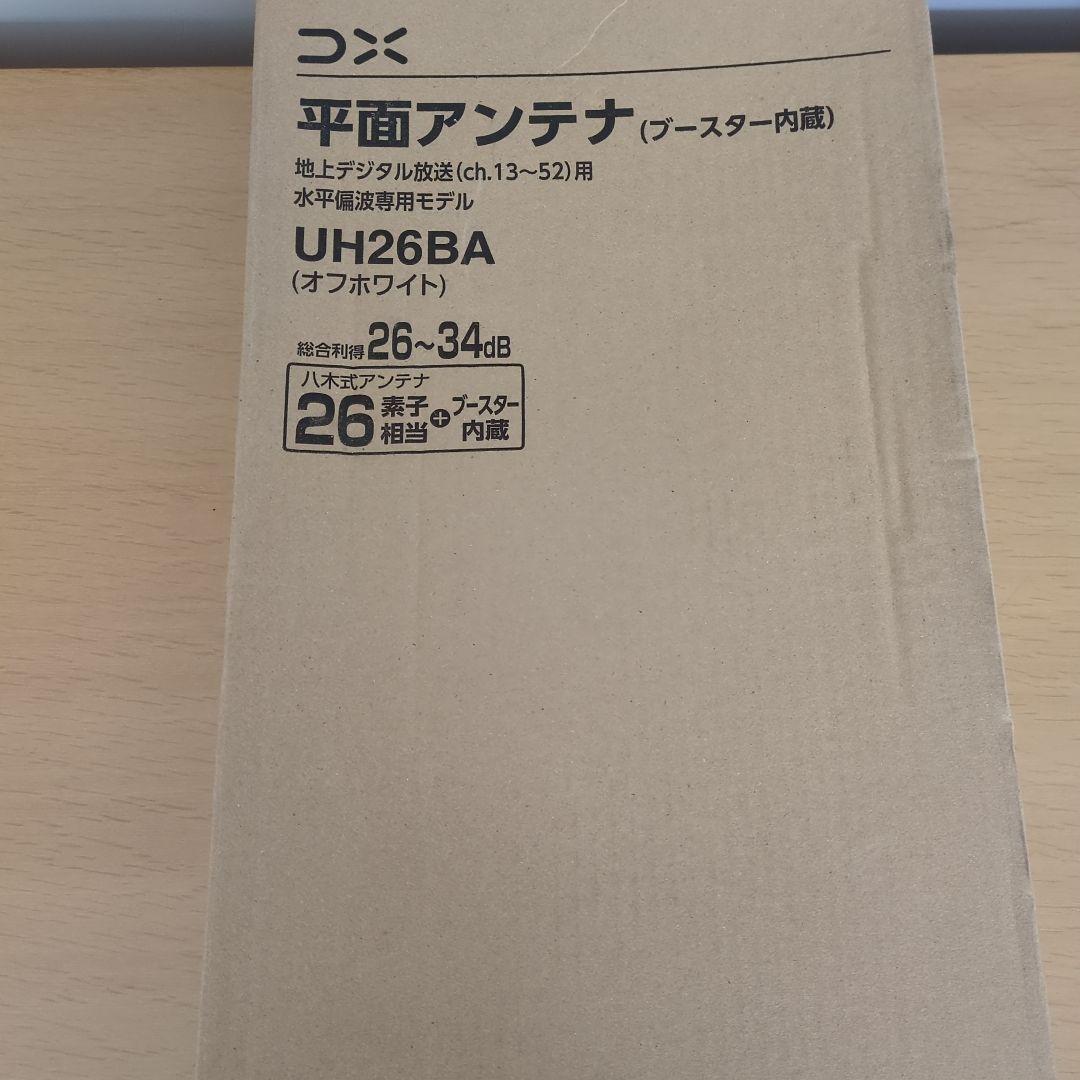 DX
平面アンテナ(ブースター内蔵)
地上デジタル放送(ch.13～52)用
水平偏波専用モデル
UH26BA
(オフホワイト)
総合利得26～34dB
八木式アンテナ
26素子相当+ブースター内蔵